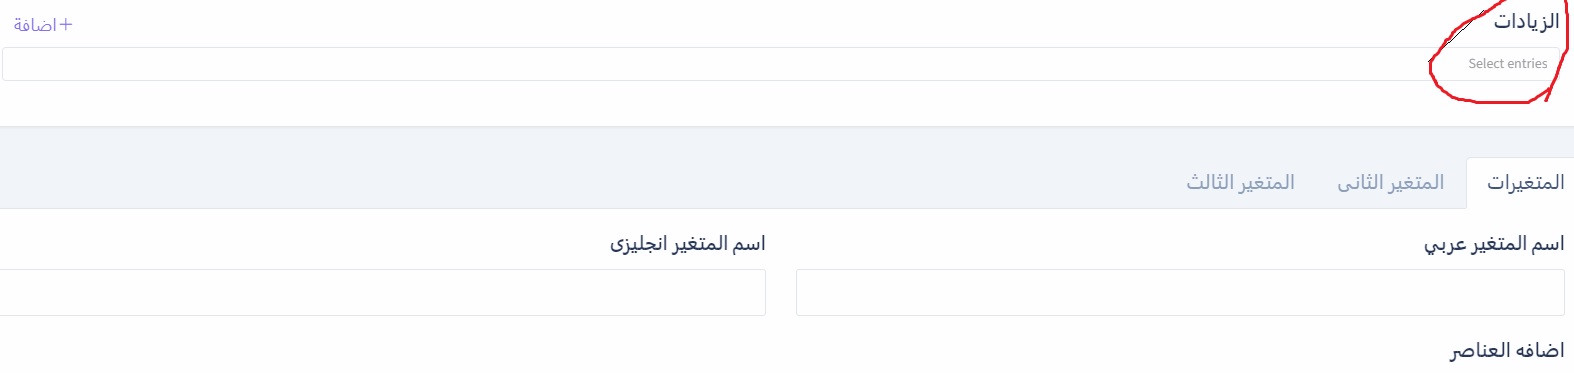 الزيادات
+اضافة
Select entries
المتغيرات
المتغير الثانى
المتغير الثالث
اسم المتغير عربي
اسم المتغير انجليزى
اضافه العناصر